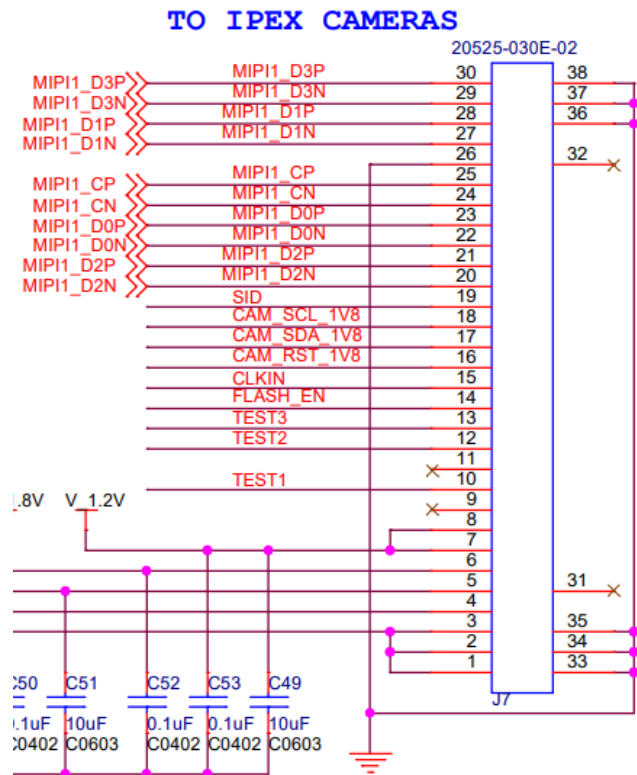 TO IPEX CAMERAS
20525-030E-02
MIPI1_D3P MIPI1_D3P 30 38
MIPI1_D3N MIPI1_D3N 29 37
MIPI1_D1P MIPI1_D1P 28 36
MIPI1_D1N MIPI1_D1N 27
26 32
MIPI1_CP MIPI1_CP 25
MIPI1_CN MIPI1_CN 24
MIPI1_D0P MIPI1_D0P 23
MIPI1_D0N MIPI1_D0N 22
MIPI1_D2P MIPI1_D2P 21
MIPI1_D2N MIPI1_D2N 20
SID 19
CAM_SCL_1V8 18
CAM_SDA_1V8 17
CAM_RST_1V8 16
CLKIN 15
FLASH_EN 14
TEST3 13
TEST2 12
11
TEST1 10
.8V V_1.2V 9
8
7
6
5 31
4
3 35
2 34
1 33
J7
C50 C51 C52 C53 C49
0.1uF 10uF 0.1uF 0.1uF 10uF
C0402 C0603 C0402 C0402 C0603